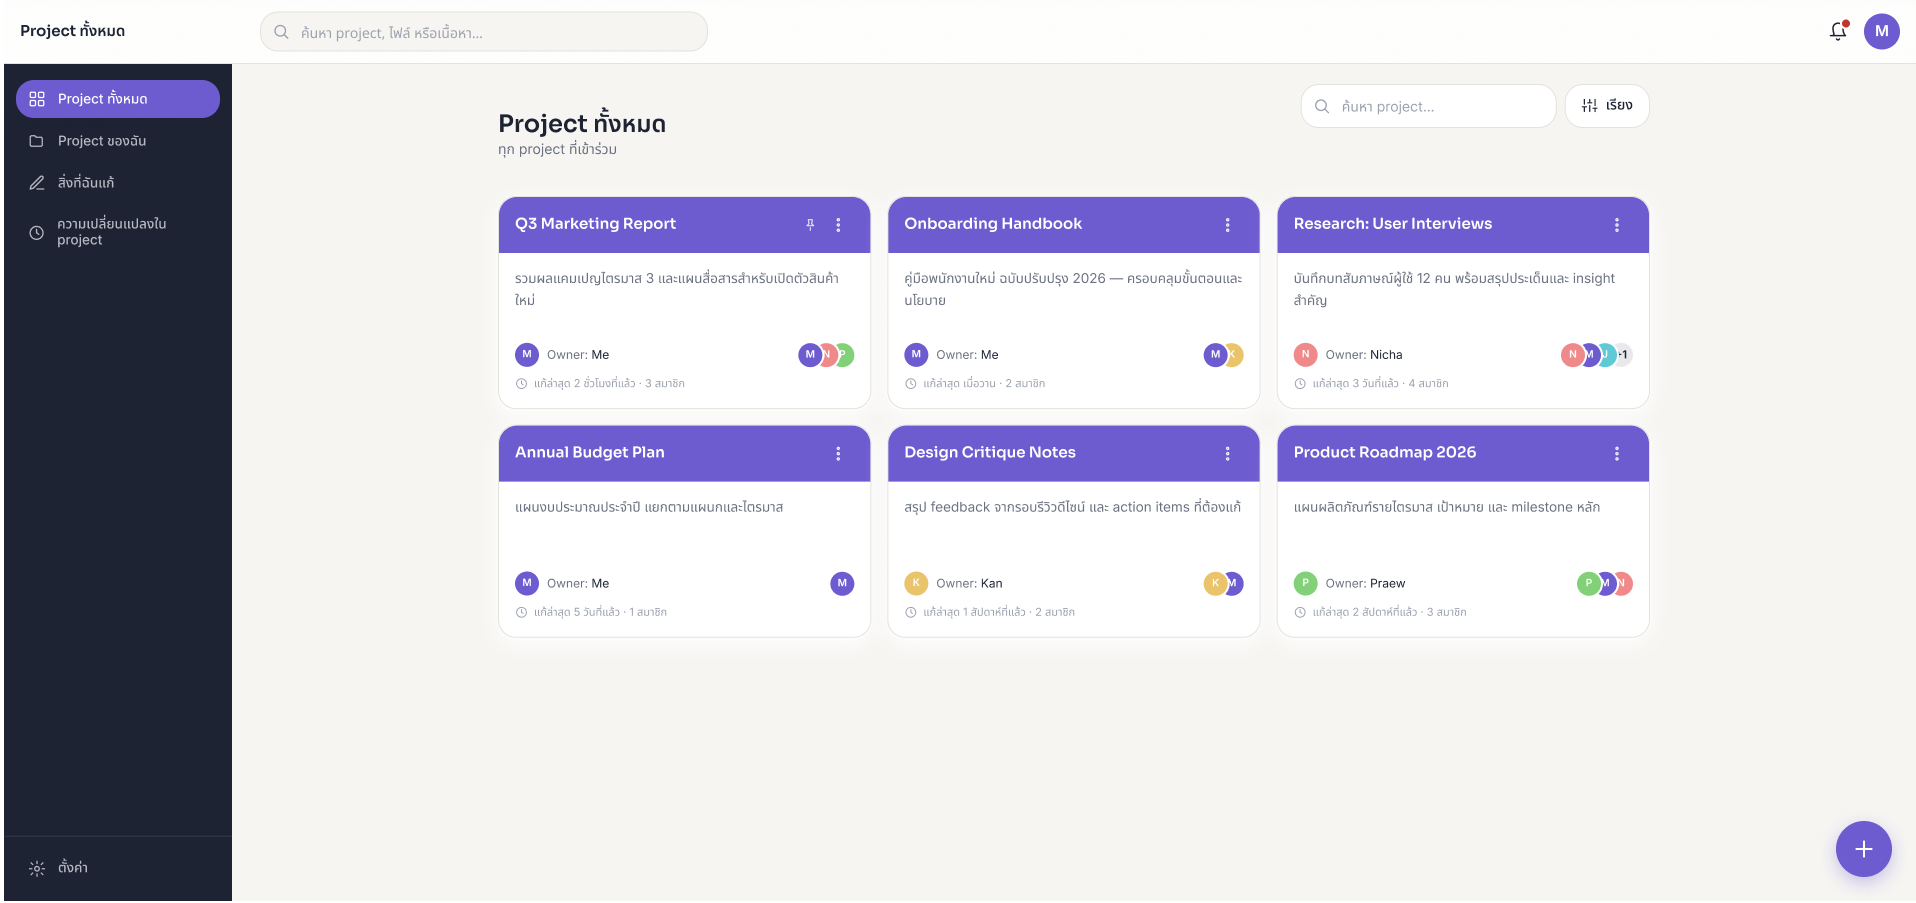 Project ทั้งหมด
ค้นหา project, ไฟล์ หรือเนื้อหา...
M
Project ทั้งหมด
Project ของฉัน
สิ่งที่ฉันแก้
ความเปลี่ยนแปลงใน
project
ตั้งค่า
Project ทั้งหมด
ทุก project ที่เข้าร่วม
ค้นหา project...
เรียง
Q3 Marketing Report
รวมผลแคมเปญไตรมาส 3 และแผนสื่อสารสำหรับเปิดตัวสินค้า
ใหม่
M Owner: Me M N P
แก้ล่าสุด 2 ชั่วโมงที่แล้ว · 3 สมาชิก
Onboarding Handbook
คู่มือพนักงานใหม่ ฉบับปรับปรุง 2026 — ครอบคลุมขั้นตอนและ
นโยบาย
M Owner: Me M K
แก้ล่าสุด เมื่อวาน · 2 สมาชิก
Research: User Interviews
บันทึกบทสัมภาษณ์ผู้ใช้ 12 คน พร้อมสรุปประเด็นและ insight
สำคัญ
N Owner: Nicha N M J +1
แก้ล่าสุด 3 วันที่แล้ว · 4 สมาชิก
Annual Budget Plan
แผนงบประมาณประจำปี แยกตามแผนกและไตรมาส
M Owner: Me M
แก้ล่าสุด 5 วันที่แล้ว · 1 สมาชิก
Design Critique Notes
สรุป feedback จากรอบรีวิวดีไซน์ และ action items ที่ต้องแก้
K Owner: Kan K M
แก้ล่าสุด 1 สัปดาห์ที่แล้ว · 2 สมาชิก
Product Roadmap 2026
แผนผลิตภัณฑ์รายไตรมาส เป้าหมาย และ milestone หลัก
P Owner: Praew P M N
แก้ล่าสุด 2 สัปดาห์ที่แล้ว · 3 สมาชิก